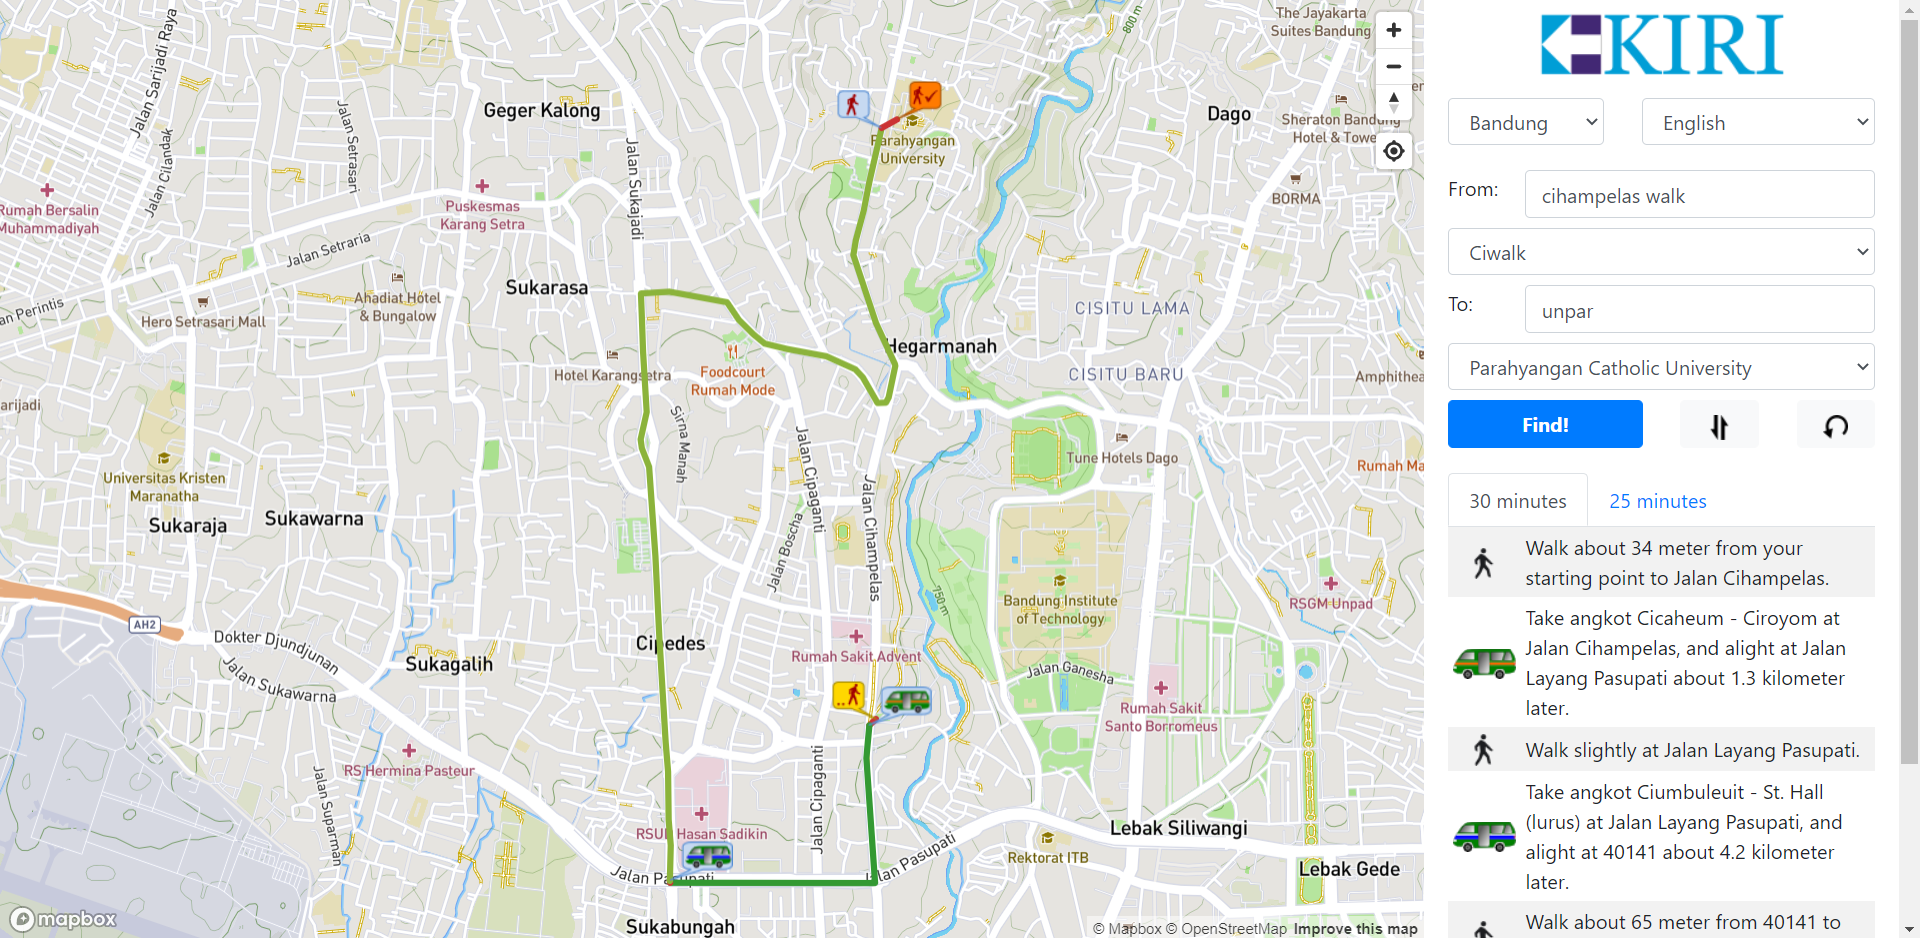 The Jayakarta
Suites Bandung
800 m
Jalan Sarijadi Raya
Geger Kalong
Dago
Sheraton Bandung
Hotel & Towe
Jalan Setrasari
Jalan Cilandak
Jalan Sukajadi
Parahyangan
University
Rumah Bersalin
Muhammadiyah
Puskesmas
Karang Setra
BORMA
Jalan Setraria
Sukarasa
Ahadiat Hotel
& Bungalow
CISITU LAMA
an Perintis
Hero Setrasari Mall
Hegarmanah
Hotel Karangsetra
Foodcourt
Rumah Mode
CISITU BARU
Amphithea
arijadi
Sirna Manah
Jalan Cipaganti
Tune Hotels Dago
Rumah Ma
Universitas Kristen
Maranatha
Sukaraja
Sukawarna
Jalan Cihampelas
Jalan Boscha
750 m
Bandung Institute
of Technology
RSGM Unpad
AH2
Dokter Djundjunan
Cipedes
Rumah Sakit Advent
Sukagalih
Jalan Sukawarna
Jalan Ganesha
Rumah Sakit
Santo Borromeus
RS Hermina Pasteur
Jalan Suparman
Jalan Cipaganti
RSUP Hasan Sadikin
Lebak Siliwangi
Jalan Pasupati
Jalan Pasupati
Rektorat ITB
Lebak Gede
Sukabungah
mapbox
© Mapbox © OpenStreetMap Improve this map
KIRI
Bandung
English
From:
cihampelas walk
Ciwalk
To:
unpar
Parahyangan Catholic University
Find!
30 minutes
25 minutes
Walk about 34 meter from your
starting point to Jalan Cihampelas.
Take angkot Cicaheum - Ciroyom at
Jalan Cihampelas, and alight at Jalan
Layang Pasupati about 1.3 kilometer
later.
Walk slightly at Jalan Layang Pasupati.
Take angkot Ciumbuleuit - St. Hall
(lurus) at Jalan Layang Pasupati, and
alight at 40141 about 4.2 kilometer
later.
Walk about 65 meter from 40141 to